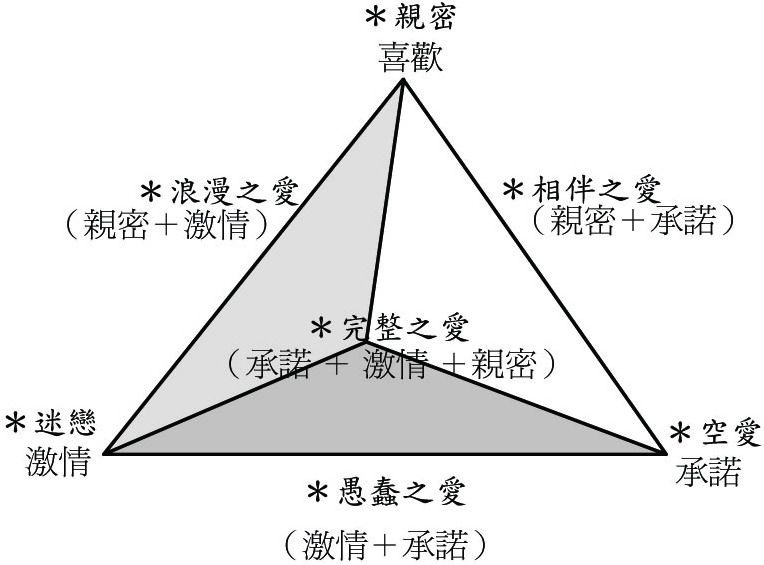 ＊親密
喜歡
＊浪漫之愛
（親密＋激情）
＊相伴之愛
（親密＋承諾）
＊完整之愛
（承諾 ＋ 激情 ＋親密）
＊迷戀
激情
＊空愛
承諾
＊愚蠢之愛
（激情＋承諾）